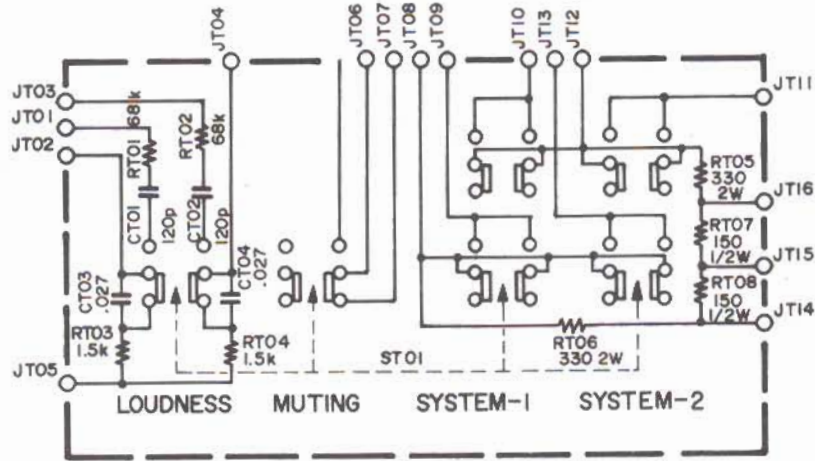 JT04
JT06
JT07
JT08
JT09
JT10
JT13
JT12
JT03
JT01
JT02
JT11
68k
RT01
RT02
68k
CT01
120p
CT02
120p
RT05
330
2W
JT16
RT07
150
1/2W
JT15
CT03
.027
CT04
.027
RT08
150
1/2W
JT14
RT03
1.5k
RT04
1.5k
ST01
RT06
330 2W
JT05
LOUDNESS MUTING SYSTEM-1 SYSTEM-2